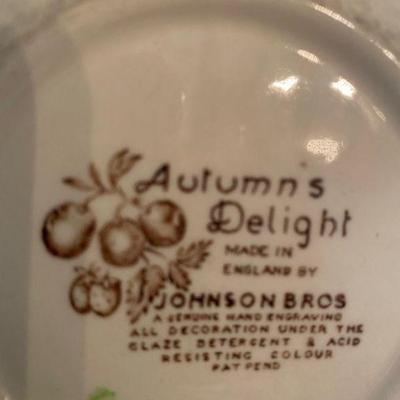 Autumn's
Delight
MADE IN
ENGLAND BY
JOHNSON BROS
A GENUINE HAND ENGRAVING
ALL DECORATION UNDER THE
GLAZE DETERGENT & ACID
RESISTING COLOUR
PAT PEND